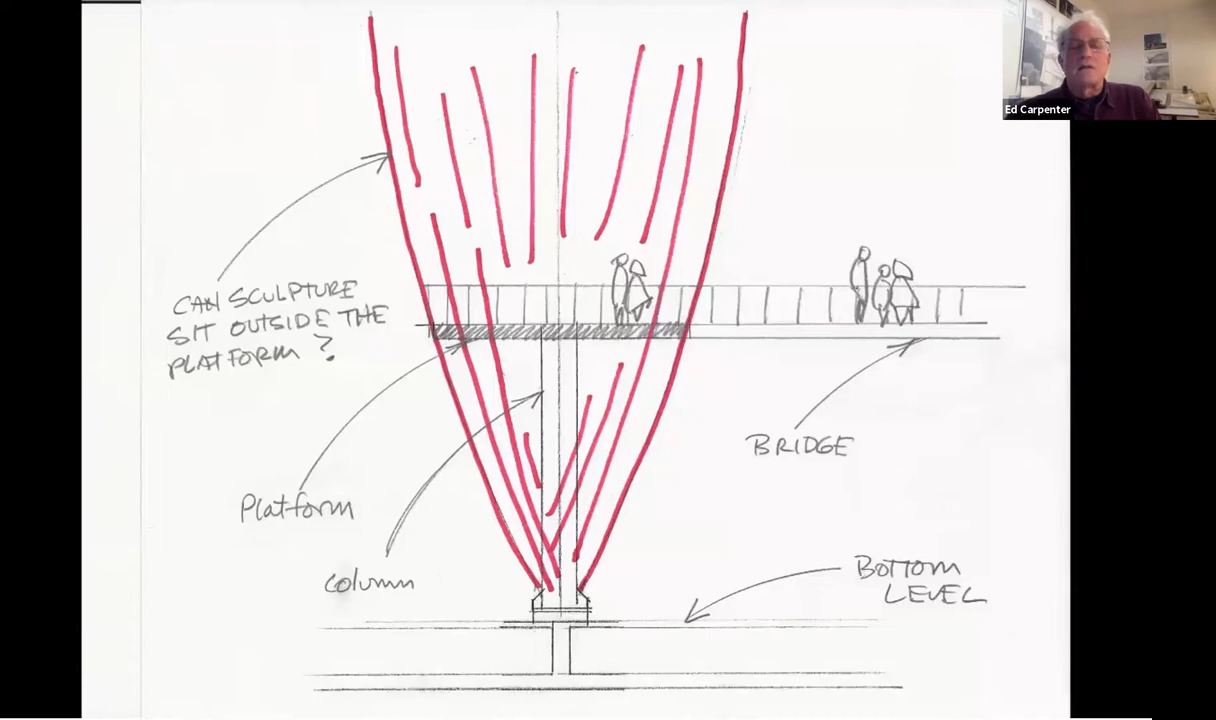 Ed Carpenter
CAN SCULPTURE
SIT OUTSIDE THE
PLATFORM ?
Platform
Column
BRIDGE
BOTTOM
LEVEL